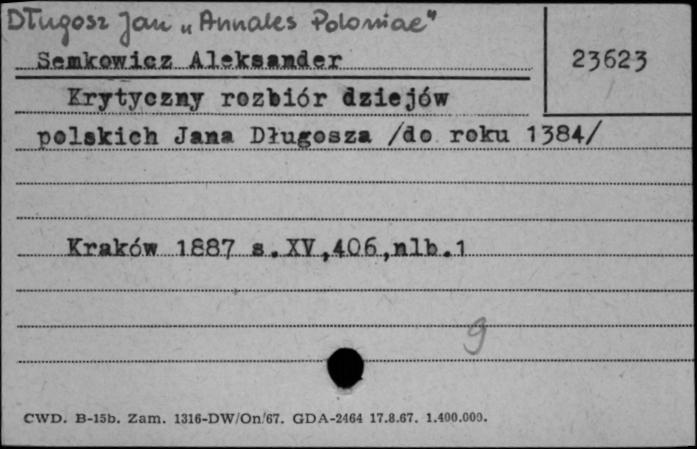 Długosz Jan „Annales Poloniae"
Semkowicz Aleksander
23623
Krytyczny rozbiór dziejów
polskich Jana Długosza /do roku 1384/
Kraków 1887 s.XV,406,nlb.1
g
CWD. B-15b. Zam. 1316-DW/On/67. GDA-2464 17.8.67. 1.400.000.